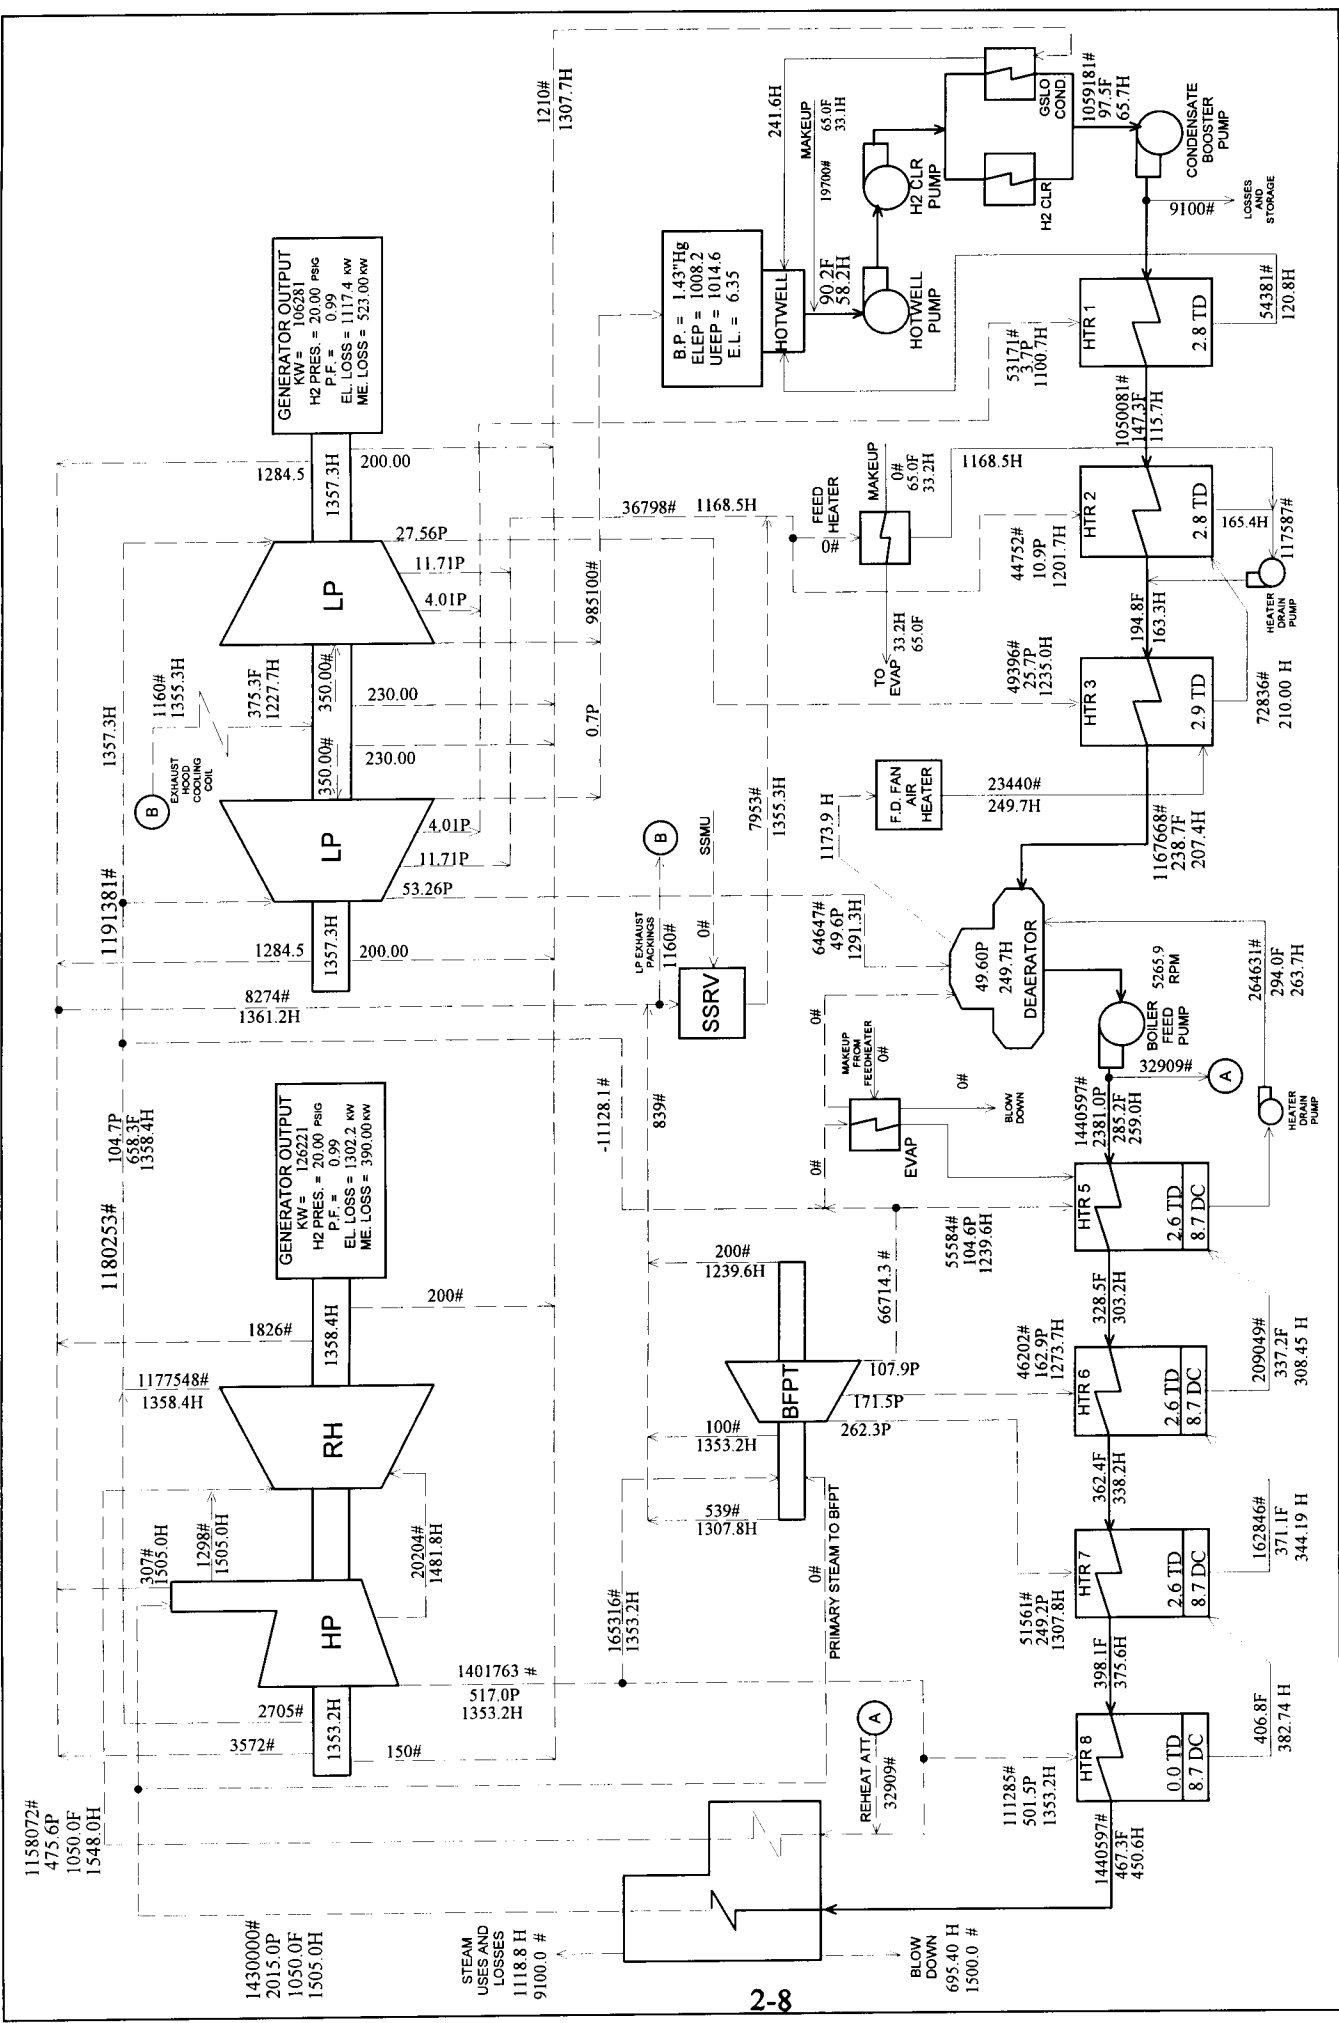 1158072#
475.6P
1050.0F
1548.0H
1430000#
2015.0P
1050.0F
1505.0H
3572#
2705#
1353.2H
150#
HP
307#
1505.0H
1298#
1505.0H
20204#
1481.8H
1401763 #
517.0P
1353.2H
RH
1177548#
1358.4H
1826#
1358.4H
200#
GENERATOR OUTPUT
KW = 126221
H2 PRES. = 20.00 PSIG
P.F. = 0.99
EL. LOSS = 1302.2 KW
ME. LOSS = 390.00 KW
1180253#
104.7P
658.3F
1358.4H
1191381#
1357.3H
8274#
1361.2H
1284.5
1357.3H
200.00
LP
53.26P
11.71P
4.01P
B
EXHAUST
HOOD
COOLING
COIL
1160#
1355.3H
375.3F
1227.7H
350.00#
350.00#
230.00
230.00
0.7P
985100#
LP
27.56P
11.71P
4.01P
1284.5
1357.3H
200.00
GENERATOR OUTPUT
KW = 106281
H2 PRES. = 20.00 PSIG
P.F. = 0.99
EL. LOSS = 1117.4 KW
ME. LOSS = 523.00 KW
1210#
1307.7H
STEAM
USES AND
LOSSES
1118.8 H
9100.0 #
BLOW
DOWN
695.40 H
1500.0 #
REHEAT ATT
A
32909#
165316#
1353.2H
PRIMARY STEAM TO BFPT
0#
539#
1307.8H
100#
1353.2H
BFPT
262.3P
171.5P
107.9P
200#
1239.6H
66714.3 #
-11128.1#
839#
LP EXHAUST
PACKINGS
1160#
B
SSMU
0#
SSRV
7953#
1355.3H
36798#
1168.5H
FEED
HEATER
0#
MAKEUP
0#
65.0F
33.2H
1168.5H
TO
EVAP
33.2H
65.0F
B.P. = 1.43"Hg
ELEP = 1008.2
UEEP = 1014.6
E.L. = 6.35
HOTWELL
241.6H
MAKEUP
65.0F
33.1H
19700#
90.2F
58.2H
HOTWELL
PUMP
H2 CLR
PUMP
H2 CLR
GSLO
COND.
1059181#
97.5F
65.7H
CONDENSATE
BOOSTER
PUMP
9100#
LOSSES
AND
STORAGE
HTR 1
2.8 TD
53171#
3.7P
1100.7H
54381#
120.8H
1050081#
147.3F
115.7H
HTR 2
2.8 TD
44752#
10.9P
1201.7H
165.4H
117587#
HEATER
DRAIN
PUMP
194.8F
163.3H
HTR 3
2.9 TD
49396#
25.7P
1235.0H
72836#
210.00 H
F.D. FAN
AIR
HEATER
23440#
249.7H
1173.9 H
1167668#
238.7F
207.4H
64647#
49.6P
1291.3H
49.60P
249.7H
DEAERATOR
0#
0#
MAKEUP
FROM
FEEDHEATER
0#
EVAP
0#
BLOW
DOWN
5265.9
RPM
BOILER
FEED
PUMP
32909#
A
264631#
294.0F
263.7H
HEATER
DRAIN
PUMP
1440597#
2381.0P
285.2F
259.0H
HTR 5
2.6 TD
8.7 DC
55584#
104.6P
1239.6H
328.5F
303.2H
HTR 6
2.6 TD
8.7 DC
46202#
162.9P
1273.7H
209049#
337.2F
308.45 H
362.4F
338.2H
HTR 7
2.6 TD
8.7 DC
51561#
249.2P
1307.8H
162846#
371.1F
344.19 H
398.1F
375.6H
HTR 8
0.0 TD
8.7 DC
111285#
501.5P
1353.2H
406.8F
382.74 H
1440597#
467.3F
450.6H
2-8